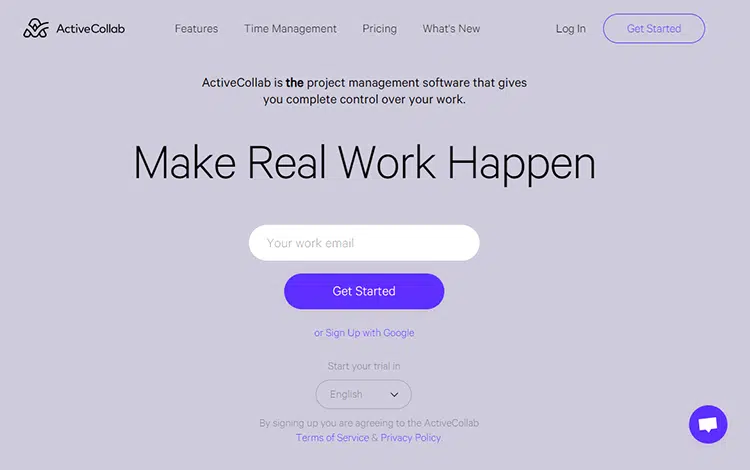 ActiveCollab Features Time Management Pricing What's New Log In Get Started
ActiveCollab is the project management software that gives
you complete control over your work.
Make Real Work Happen
Your work email
Get Started
or Sign Up with Google
Start your trial in
English
By signing up you are agreeing to the ActiveCollab
Terms of Service & Privacy Policy.